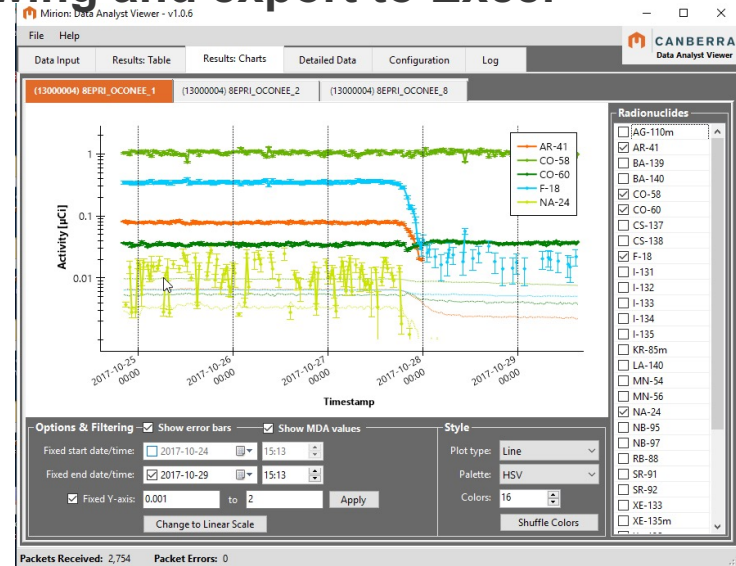 ing and export to Excel
Mirion: Data Analyst Viewer - v1.0.6
File Help
CANBERRA
Data Analyst Viewer
Data Input Results: Table Results: Charts Detailed Data Configuration Log
(13000004) 8EPRI_OCONEE_1 (13000004) 8EPRI_OCONEE_2 (13000004) 8EPRI_OCONEE_8
Activity [µCi]
1
0.1
0.01
AR-41
CO-58
CO-60
F-18
NA-24
2017-10-25 00:00
2017-10-26 00:00
2017-10-27 00:00
2017-10-28 00:00
2017-10-29 00:00
Timestamp
Radionuclides
AG-110m
AR-41
BA-139
BA-140
CO-58
CO-60
CS-137
CS-138
F-18
I-131
I-132
I-133
I-134
I-135
KR-85m
LA-140
MN-54
MN-56
NA-24
NB-95
NB-97
RB-88
SR-91
SR-92
XE-133
XE-135m
Options & Filtering Show error bars Show MDA values
Fixed start date/time: 2017-10-24 15:13
Fixed end date/time: 2017-10-29 15:13
Fixed Y-axis: 0.001 to 2 Apply
Change to Linear Scale
Style
Plot type: Line
Palette: HSV
Colors: 16
Shuffle Colors
Packets Received: 2,754 Packet Errors: 0